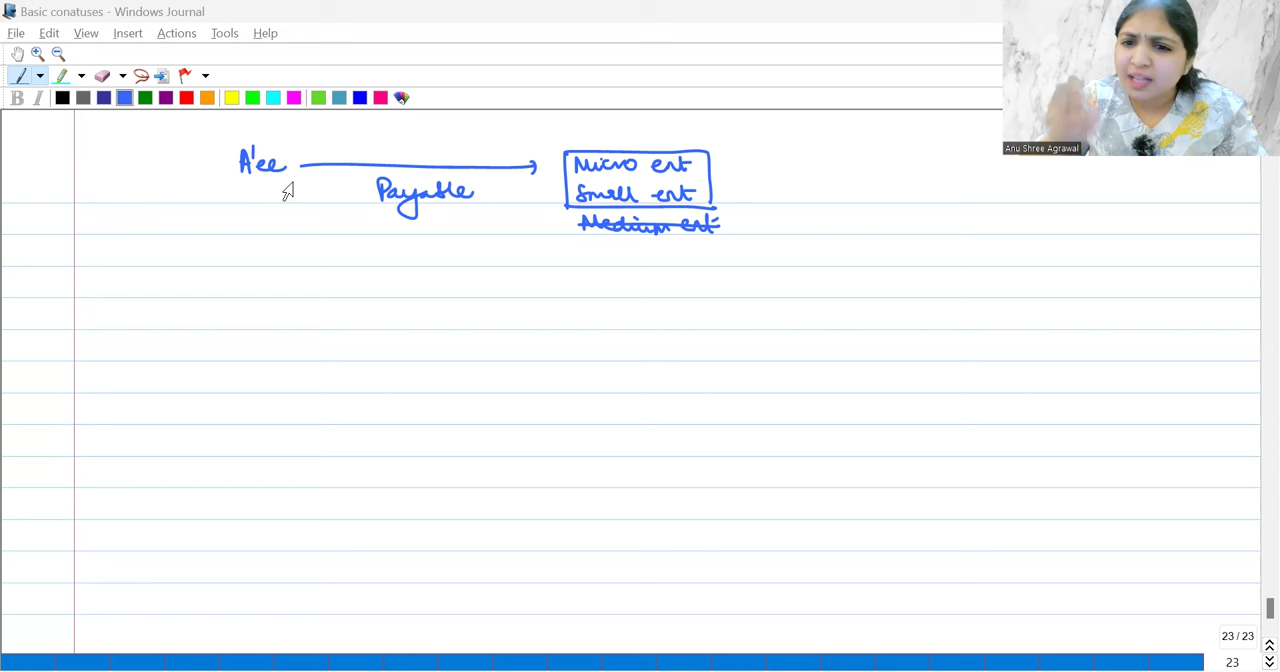 Basic conatuses - Windows Journal
File Edit View Insert Actions Tools Help
B I
Anu Shree Agrawal
A'ee
Payable
Micro ent
Small ent
Medium ent
23 / 23
23